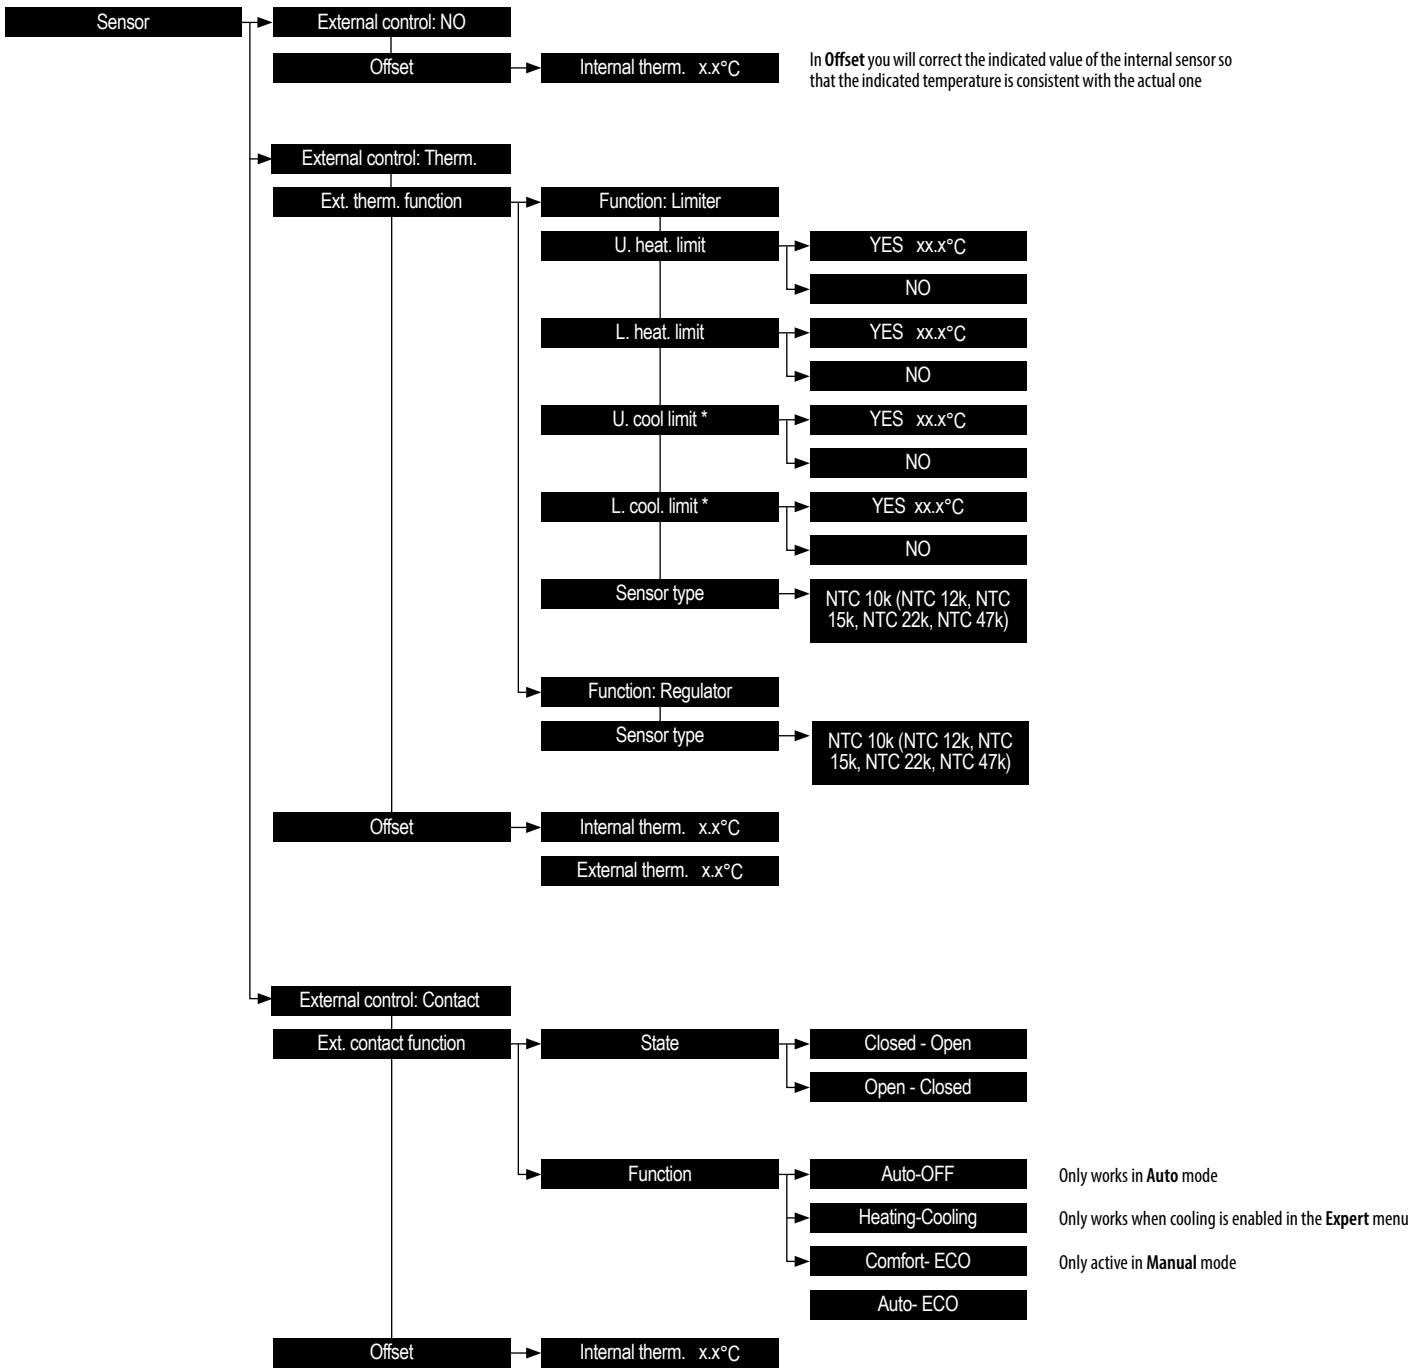 Sensor
External control: NO
Offset
Internal therm. x.x°C
In Offset you will correct the indicated value of the internal sensor so
that the indicated temperature is consistent with the actual one
External control: Therm.
Ext. therm. function
Function: Limiter
U. heat. limit
YES xx.x°C
NO
L. heat. limit
YES xx.x°C
NO
U. cool limit *
YES xx.x°C
NO
L. cool. limit *
YES xx.x°C
NO
Sensor type
NTC 10k (NTC 12k, NTC
15k, NTC 22k, NTC 47k)
Function: Regulator
Sensor type
NTC 10k (NTC 12k, NTC
15k, NTC 22k, NTC 47k)
Offset
Internal therm. x.x°C
External therm. x.x°C
External control: Contact
Ext. contact function
State
Closed - Open
Open - Closed
Function
Auto-OFF
Only works in Auto mode
Heating-Cooling
Only works when cooling is enabled in the Expert menu
Comfort- ECO
Only active in Manual mode
Auto- ECO
Offset
Internal therm. x.x°C